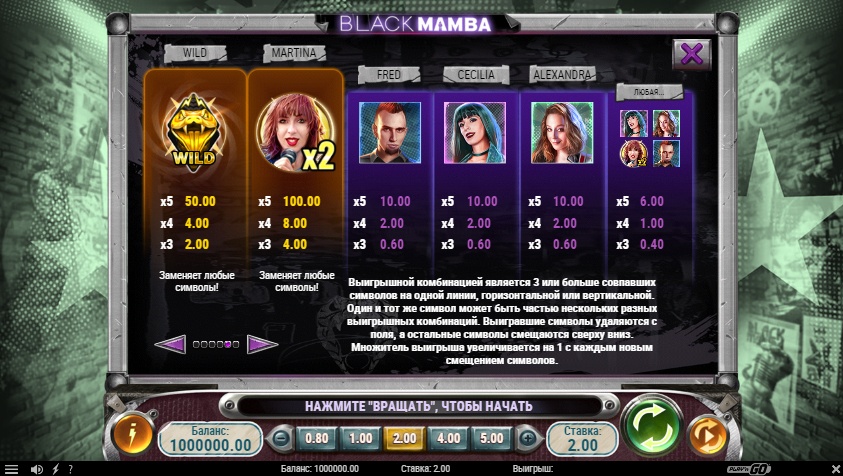 BLACK MAMBA
WILD
MARTINA
FRED
CECILIA
ALEXANDRA
ЛЮБАЯ...
WILD
x2
x5 50.00
x4 4.00
x3 2.00
x5 100.00
x4 8.00
x3 4.00
x5 10.00
x4 2.00
x3 0.60
x5 10.00
x4 2.00
x3 0.60
x5 10.00
x4 2.00
x3 0.60
x5 6.00
x4 1.00
x3 0.40
Заменяет любые
символы!
Заменяет любые
символы!
Выигрышной комбинацией является 3 или больше совпавших
символов на одной линии, горизонтальной или вертикальной.
Один и тот же символ может быть частью нескольких разных
выигрышных комбинаций. Выигравшие символы удаляются с
поля, а остальные символы смещаются сверху вниз.
Множитель выигрыша увеличивается на 1 с каждым новым
смещением символов.
НАЖМИТЕ "ВРАЩАТЬ", ЧТОБЫ НАЧАТЬ
Баланс:
1000000.00
0.80 1.00 2.00 4.00 5.00
Ставка:
2.00
? Баланс: 1000000.00 Ставка: 2.00 Выигрыш: PLAY'N GO